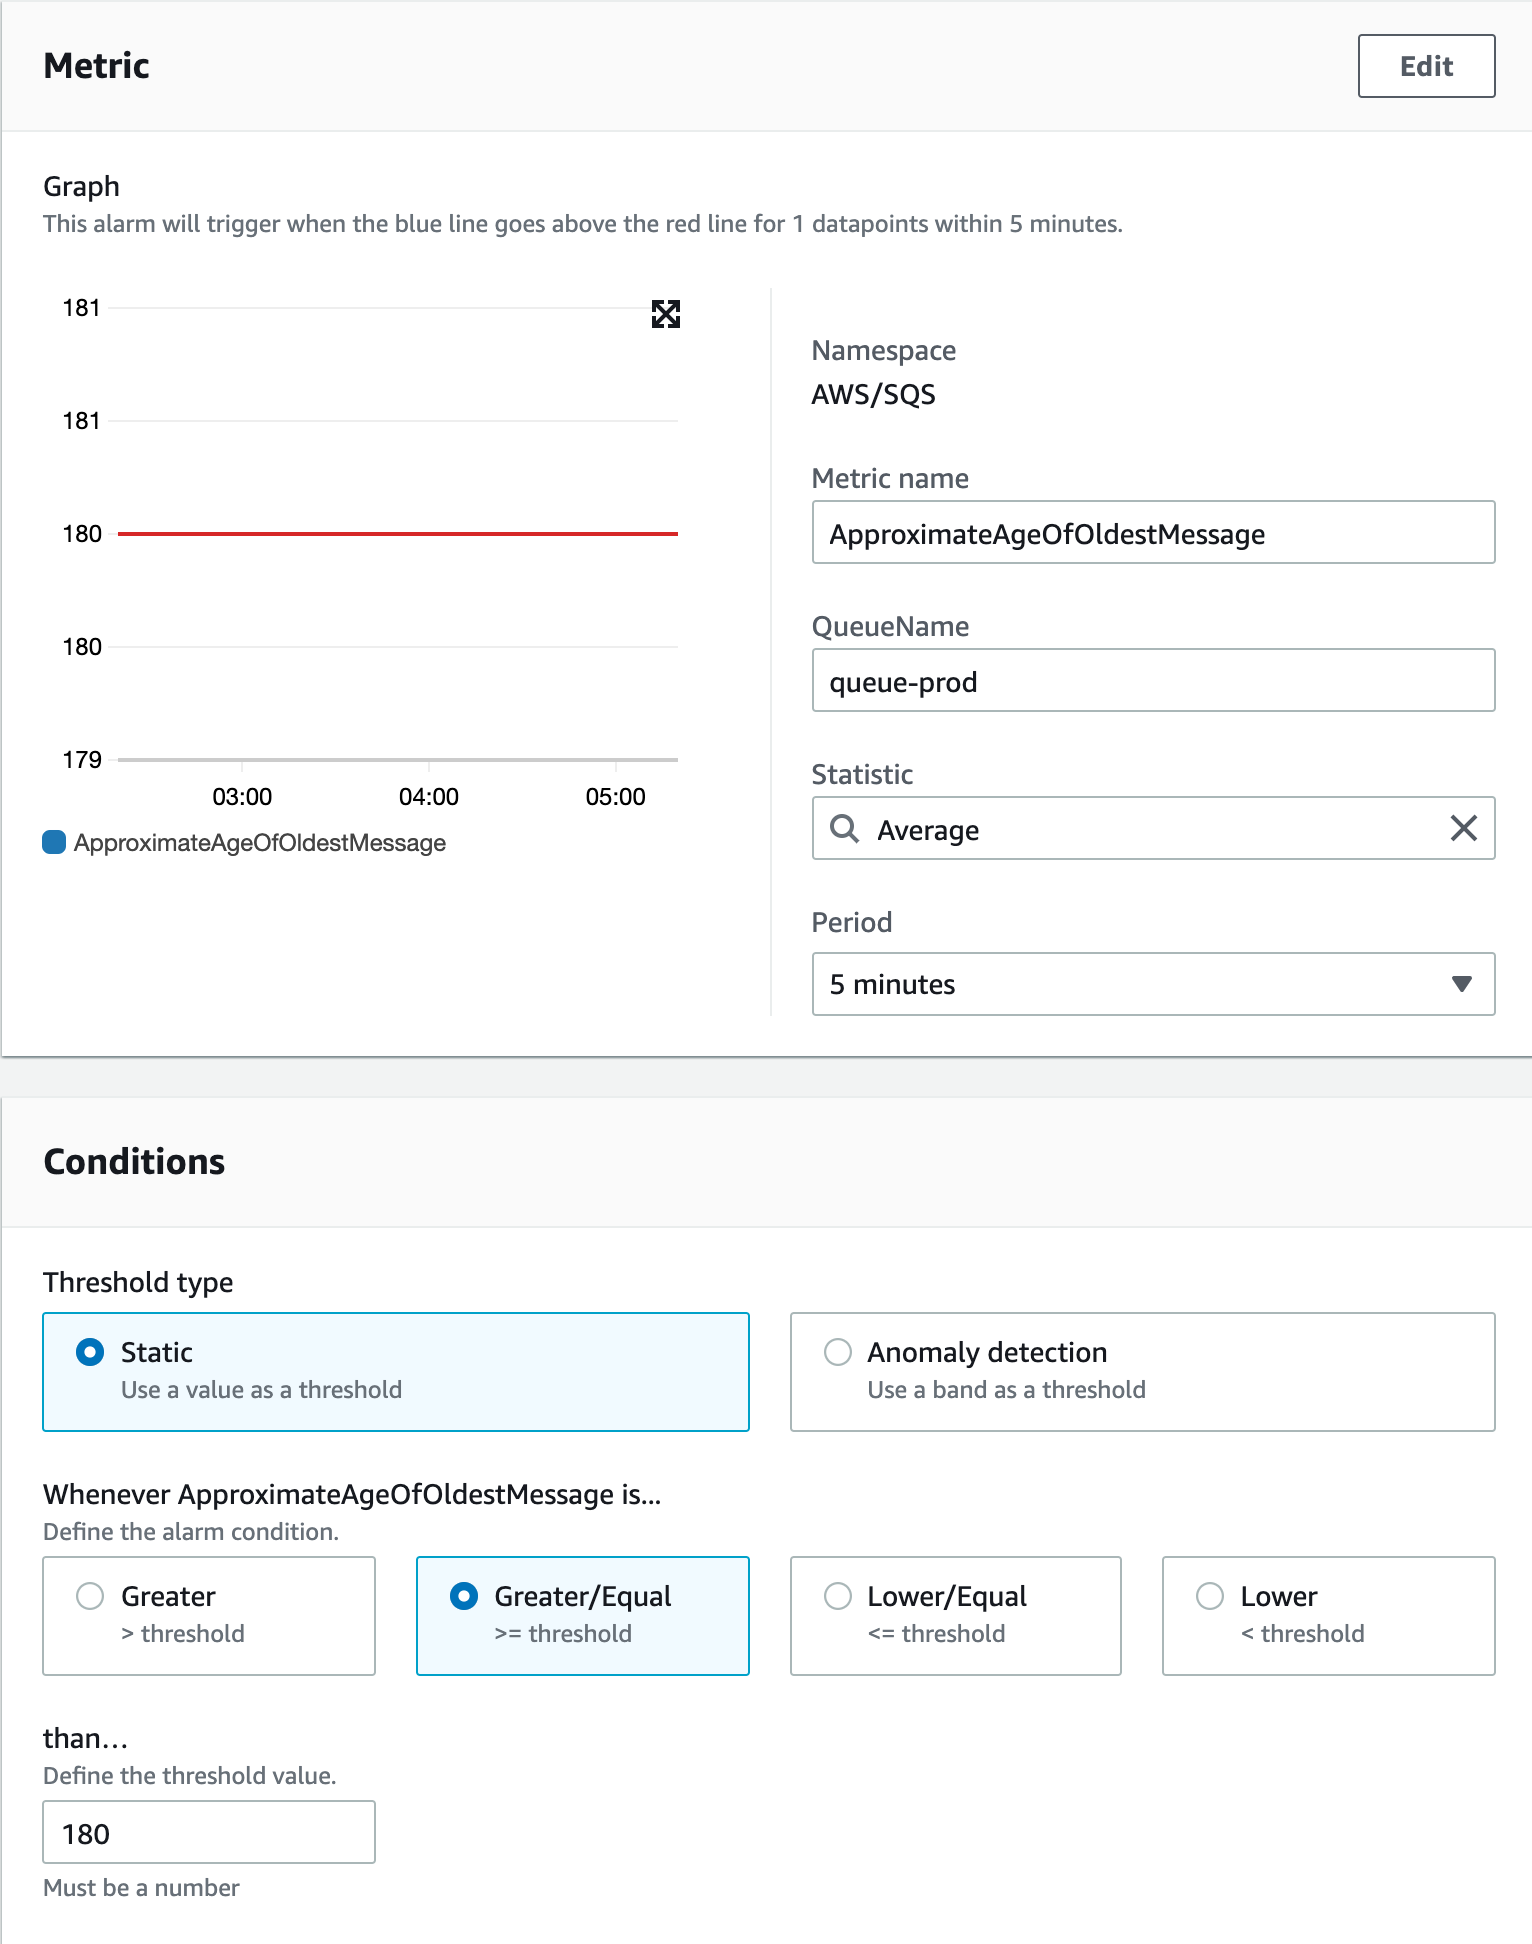 Metric
Edit
Graph
This alarm will trigger when the blue line goes above the red line for 1 datapoints within 5 minutes.
181
181
180
180
179
03:00 04:00 05:00
ApproximateAgeOfOldestMessage
Namespace
AWS/SQS
Metric name
ApproximateAgeOfOldestMessage
QueueName
queue-prod
Statistic
Average
Period
5 minutes
Conditions
Threshold type
Static
Use a value as a threshold
Anomaly detection
Use a band as a threshold
Whenever ApproximateAgeOfOldestMessage is...
Define the alarm condition.
Greater
> threshold
Greater/Equal
>= threshold
Lower/Equal
<= threshold
Lower
< threshold
than…
Define the threshold value.
180
Must be a number